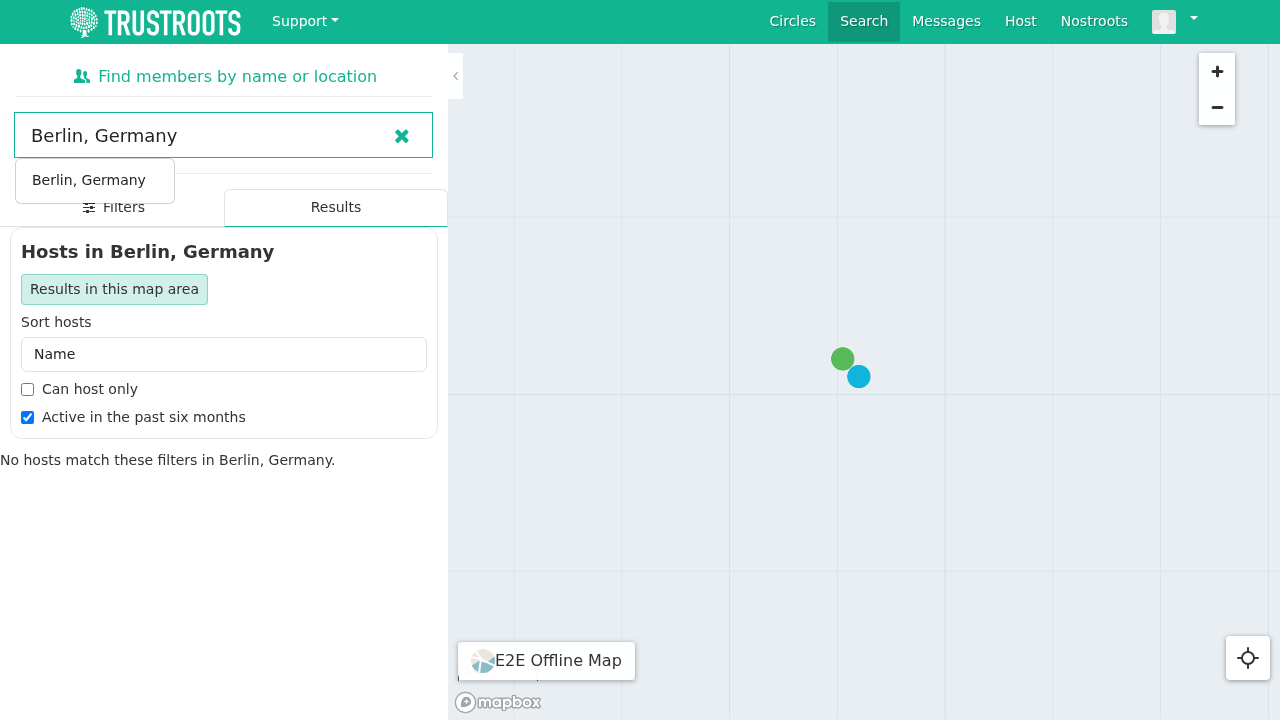 TRUSTROOTS
Support
Circles
Search
Messages
Host
Nostroots
Find members by name or location
Berlin, Germany
Berlin, Germany
Filters
Results
Hosts in Berlin, Germany
Results in this map area
Sort hosts
Name
Can host only
Active in the past six months
No hosts match these filters in Berlin, Germany.
E2E Offline Map
mapbox